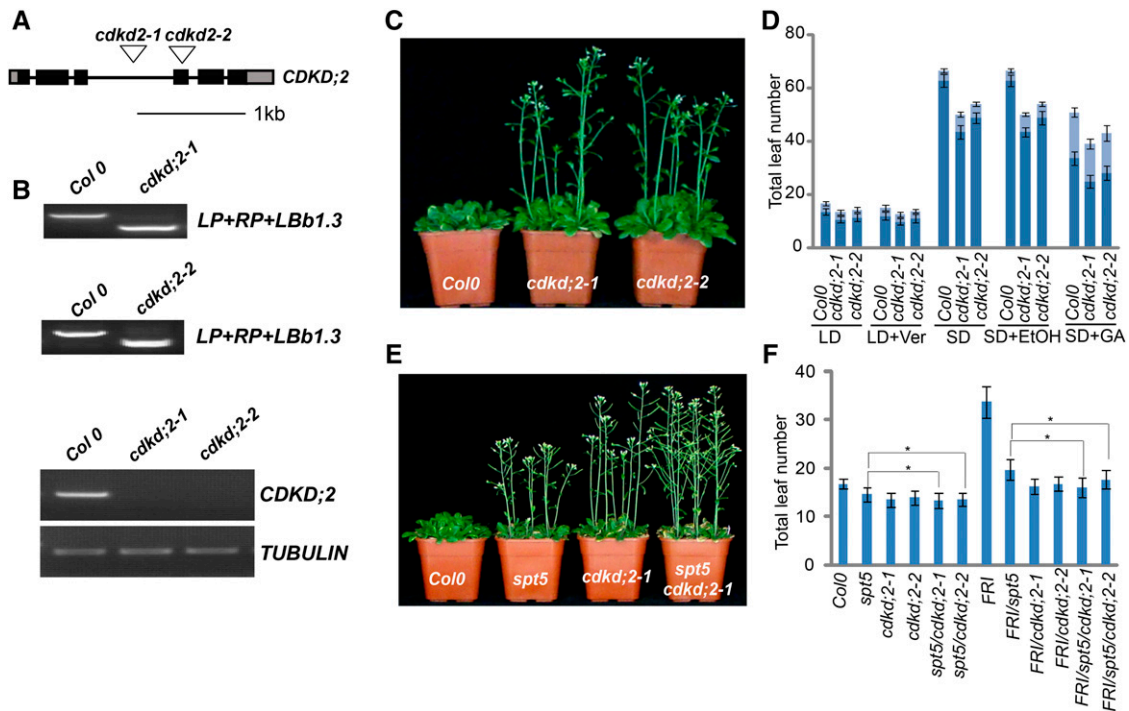 A
cdkd2-1
cdkd2-2
CDKD;2
1kb
B
Col 0
cdkd;2-1
LP+RP+LBb1.3
Col 0
cdkd;2-2
LP+RP+LBb1.3
Col 0
cdkd;2-1
cdkd;2-2
CDKD;2
TUBULIN
C
Col0
cdkd;2-1
cdkd;2-2
D
Total leaf number
80
60
40
20
0
Col0
cdkd;2-1
cdkd;2-2
Col0
cdkd;2-1
cdkd;2-2
Col0
cdkd;2-1
cdkd;2-2
Col0
cdkd;2-1
cdkd;2-2
Col0
cdkd;2-1
cdkd;2-2
LD
LD+Ver
SD
SD+EtOH
SD+GA
E
Col0
spt5
cdkd;2-1
spt5
cdkd;2-1
F
Total leaf number
40
30
20
10
0
*
*
*
*
Col0
spt5
cdkd;2-1
cdkd;2-2
spt5/cdkd;2-1
spt5/cdkd;2-2
FRI
FRI/spt5
FRI/cdkd;2-1
FRI/cdkd;2-2
FRI/spt5/cdkd;2-1
FRI/spt5/cdkd;2-2